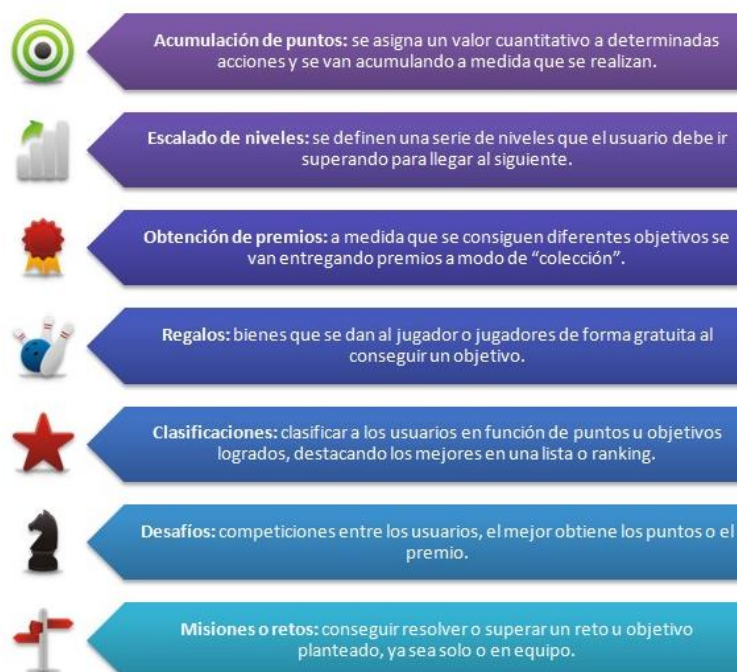 Acumulación de puntos: se asigna un valor cuantitativo a determinadas
acciones y se van acumulando a medida que se realizan.
Escalado de niveles: se definen una serie de niveles que el usuario debe ir
superando para llegar al siguiente.
Obtención de premios: a medida que se consiguen diferentes objetivos se
van entregando premios a modo de “colección”.
Regalos: bienes que se dan al jugador o jugadores de forma gratuita al
conseguir un objetivo.
Clasificaciones: clasificar a los usuarios en función de puntos u objetivos
logrados, destacando los mejores en una lista o ranking.
Desafíos: competiciones entre los usuarios, el mejor obtiene los puntos o el
premio.
Misiones o retos: conseguir resolver o superar un reto u objetivo
planteado, ya sea solo o en equipo.